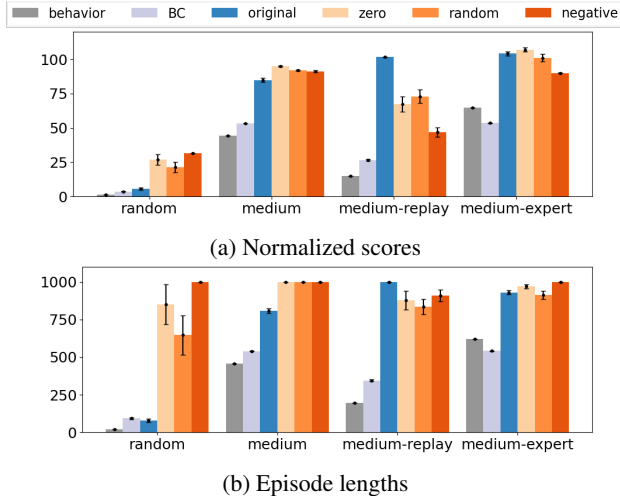 behavior BC original zero random negative
100
75
50
25
0
random medium medium-replay medium-expert
(a) Normalized scores
1000
750
500
250
0
random medium medium-replay medium-expert
(b) Episode lengths